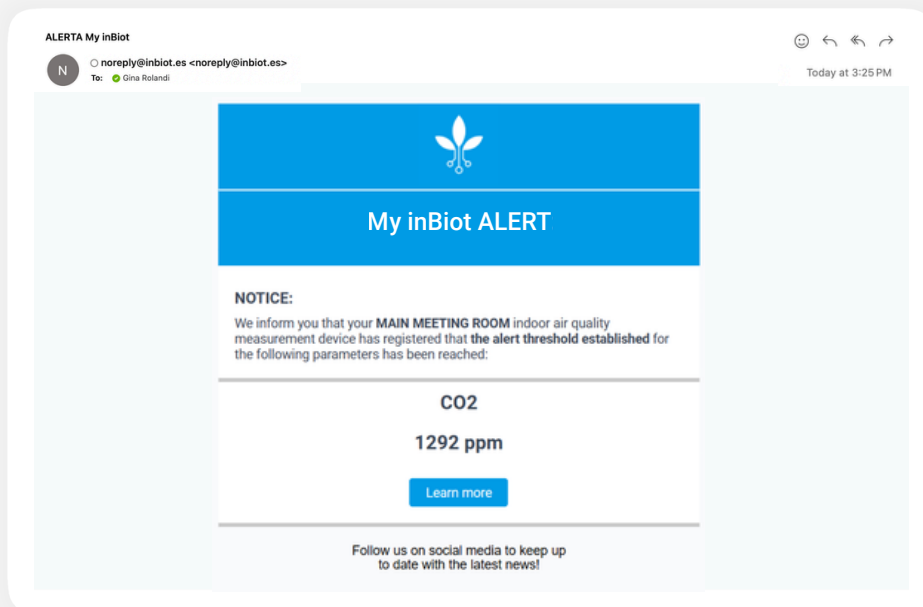 ALERTA My inBiot
N
noreply@inbiot.es <noreply@inbiot.es>
To: Gina Rolandi
Today at 3:25 PM
My inBiot ALERT
NOTICE:
We inform you that your MAIN MEETING ROOM indoor air quality
measurement device has registered that the alert threshold established for
the following parameters has been reached:
CO2
1292 ppm
Learn more
Follow us on social media to keep up
to date with the latest news!